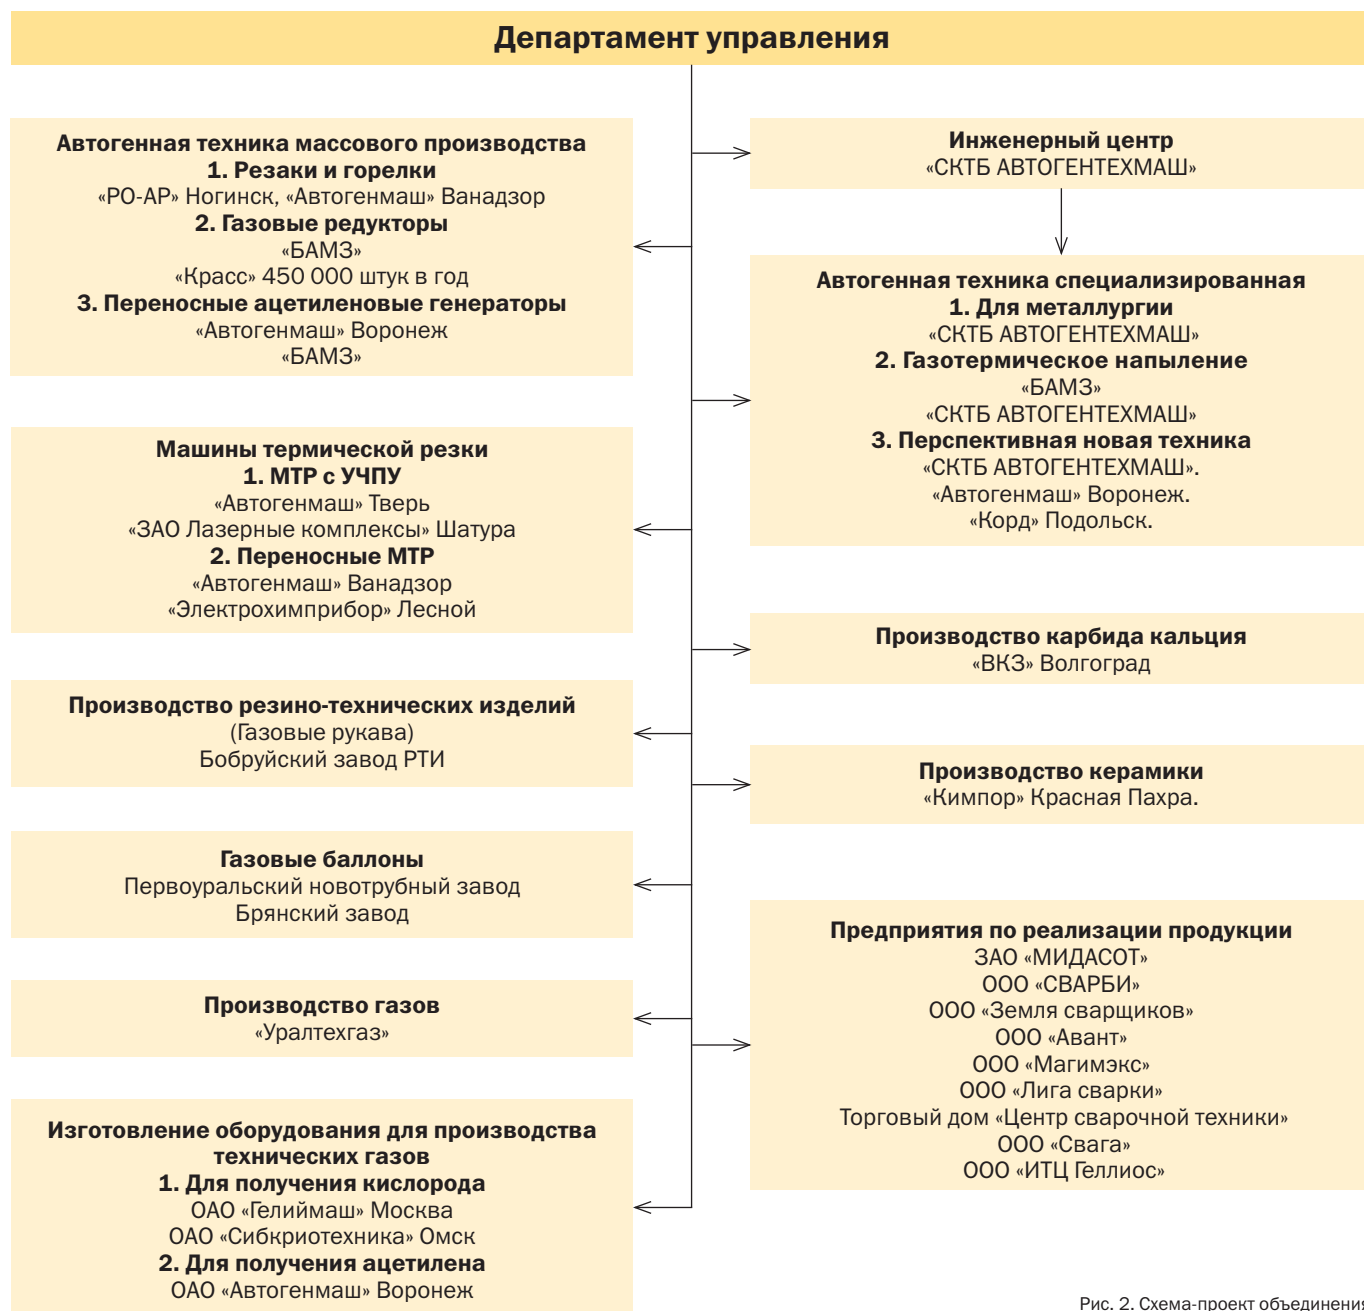 Департамент управления
Автогенная техника массового производства
1. Резаки и горелки
«РО-АР» Ногинск, «Автогенмаш» Ванадзор
2. Газовые редукторы
«БАМЗ»
«Красс» 450 000 штук в год
3. Переносные ацетиленовые генераторы
«Автогенмаш» Воронеж
«БАМЗ»
Машины термической резки
1. МТР с УЧПУ
«Автогенмаш» Тверь
«ЗАО Лазерные комплексы» Шатура
2. Переносные МТР
«Автогенмаш» Ванадзор
«Электрохимприбор» Лесной
Производство резино-технических изделий
(Газовые рукава)
Бобруйский завод РТИ
Газовые баллоны
Первоуральский новотрубный завод
Брянский завод
Производство газов
«Уралтехгаз»
Изготовление оборудования для производства
технических газов
1. Для получения кислорода
ОАО «Гелиймаш» Москва
ОАО «Сибкриотехника» Омск
2. Для получения ацетилена
ОАО «Автогенмаш» Воронеж
Инженерный центр
«СКТБ АВТОГЕНТЕХМАШ»
Автогенная техника специализированная
1. Для металлургии
«СКТБ АВТОГЕНТЕХМАШ»
2. Газотермическое напыление
«БАМЗ»
«СКТБ АВТОГЕНТЕХМАШ»
3. Перспективная новая техника
«СКТБ АВТОГЕНТЕХМАШ».
«Автогенмаш» Воронеж.
«Корд» Подольск.
Производство карбида кальция
«ВКЗ» Волгоград
Производство керамики
«Кимпор» Красная Пахра.
Предприятия по реализации продукции
ЗАО «МИДАСОТ»
ООО «СВАРБИ»
ООО «Земля сварщиков»
ООО «Авант»
ООО «Магимэкс»
ООО «Лига сварки»
Торговый дом «Центр сварочной техники»
ООО «Свага»
ООО «ИТЦ Геллиос»
Рис. 2. Схема-проект объединения